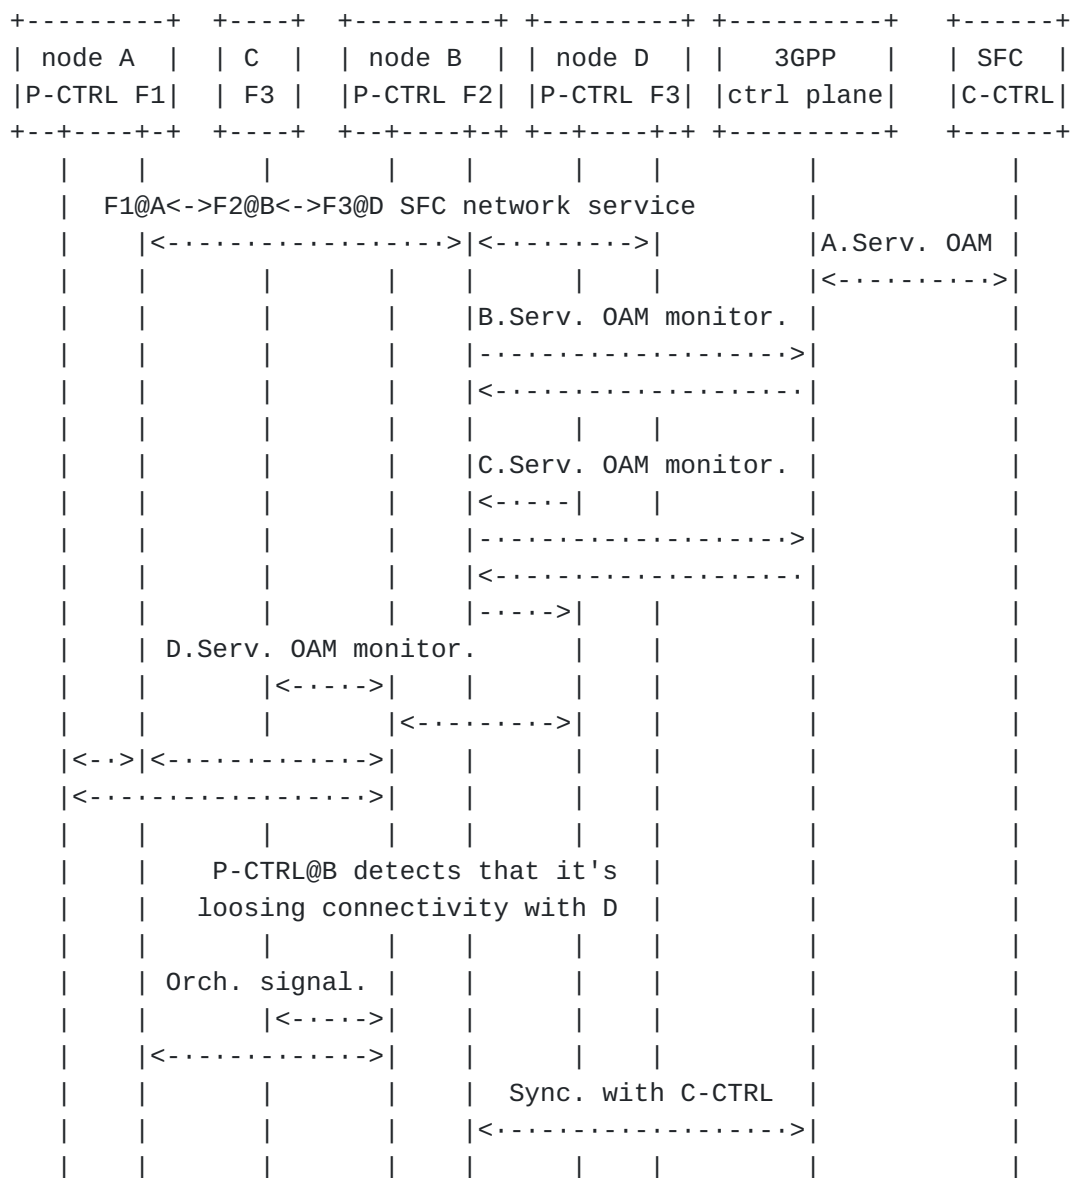 +---------+  +----+  +---------+ +---------+ +----------+   +------+
| node A  |  | C  |  | node B  | | node D  | |   3GPP   |   | SFC  |
|P-CTRL F1|  | F3 |  |P-CTRL F2| |P-CTRL F3| |ctrl plane|   |C-CTRL|
+--+----+-+  +----+  +--+----+-+ +--+----+-+ +----------+   +------+
   |    |       |       |    |      |    |         |            |
   |  F1@A<->F2@B<->F3@D SFC network service       |            |
   |    |<-·-·-·-·-·-·-·-·-->|<-·-·-·-·->|         |A.Serv. OAM |
   |    |       |       |    |      |    |         |<-·-·-·-·-·>|
   |    |       |       |    |B.Serv. OAM monitor. |            |
   |    |       |       |    |-·-·-·-·-·-·-·-·-·-·>|            |
   |    |       |       |    |<-·-·-·-·-·-·-·-·-·-·|            |
   |    |       |       |    |      |    |         |            |
   |    |       |       |    |C.Serv. OAM monitor. |            |
   |    |       |       |    |<-·-·-|    |         |            |
   |    |       |       |    |-·-·-·-·-·-·-·-·-·-·>|            |
   |    |       |       |    |<-·-·-·-·-·-·-·-·-·-·|            |
   |    |       |       |    |-·-·->|    |         |            |
   |    | D.Serv. OAM monitor.      |    |         |            |
   |    |       |<-·-·->|    |      |    |         |            |
   |    |       |       |<-·-·-·-·->|    |         |            |
   |<-·>|<-·-·-·-·-·-·->|    |      |    |         |            |
   |<-·-·-·-·-·-·-·-·-·>|    |      |    |         |            |
   |    |       |       |    |      |    |         |            |
   |    |    P-CTRL@B detects that it's  |         |            |
   |    |   loosing connectivity with D  |         |            |
   |    |       |       |    |      |    |         |            |
   |    | Orch. signal. |    |      |    |         |            |
   |    |       |<-·-·->|    |      |    |         |            |
   |    |<-·-·-·-·-·-·->|    |      |    |         |            |
   |    |       |       |    |  Sync. with C-CTRL  |            |
   |    |       |       |    |<·-·-·-·-·-·-·-·-·-·>|            |
   |    |       |       |    |      |    |         |            |